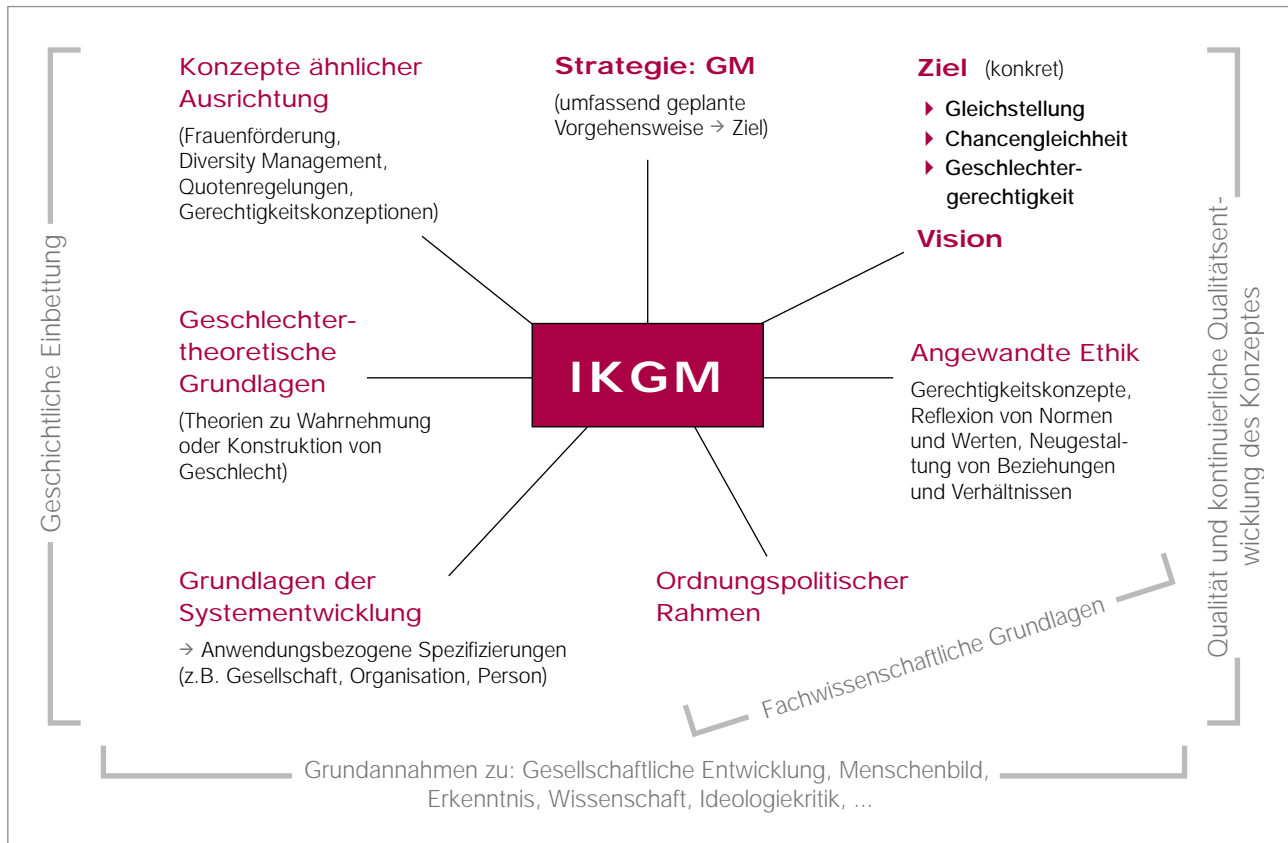 Konzepte ähnlicher
Ausrichtung
(Frauenförderung,
Diversity Management,
Quotenregelungen,
Gerechtigkeitskonzeptionen)
Strategie: GM
(umfassend geplante
Vorgehensweise → Ziel)
Ziel (konkret)
Gleichstellung
Chancengleichheit
Geschlechter-
gerechtigkeit
Vision
Geschlechter-
theoretische
Grundlagen
(Theorien zu Wahrnehmung
oder Konstruktion von
Geschlecht)
IKGM
Angewandte Ethik
Gerechtigkeitskonzepte,
Reflexion von Normen
und Werten, Neugestal-
tung von Beziehungen
und Verhältnissen
Grundlagen der
Systementwicklung
→ Anwendungsbezogene Spezifizierungen
(z.B. Gesellschaft, Organisation, Person)
Ordnungspolitischer
Rahmen
Fachwissenschaftliche Grundlagen
Geschichtliche Einbettung
Qualität und kontinuierliche Qualitätsent-
wicklung des Konzeptes
Grundannahmen zu: Gesellschaftliche Entwicklung, Menschenbild,
Erkenntnis, Wissenschaft, Ideologiekritik, ...